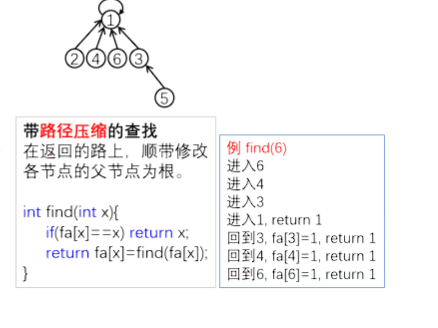 1
2 4 6 3
5
带路径压缩的查找
在返回的路上，顺带修改
各节点的父节点为根。
int find(int x){
if(fa[x]==x) return x;
return fa[x]=find(fa[x]);
}
例 find(6)
进入6
进入4
进入3
进入1, return 1
回到3, fa[3]=1, return 1
回到4, fa[4]=1, return 1
回到6, fa[6]=1, return 1